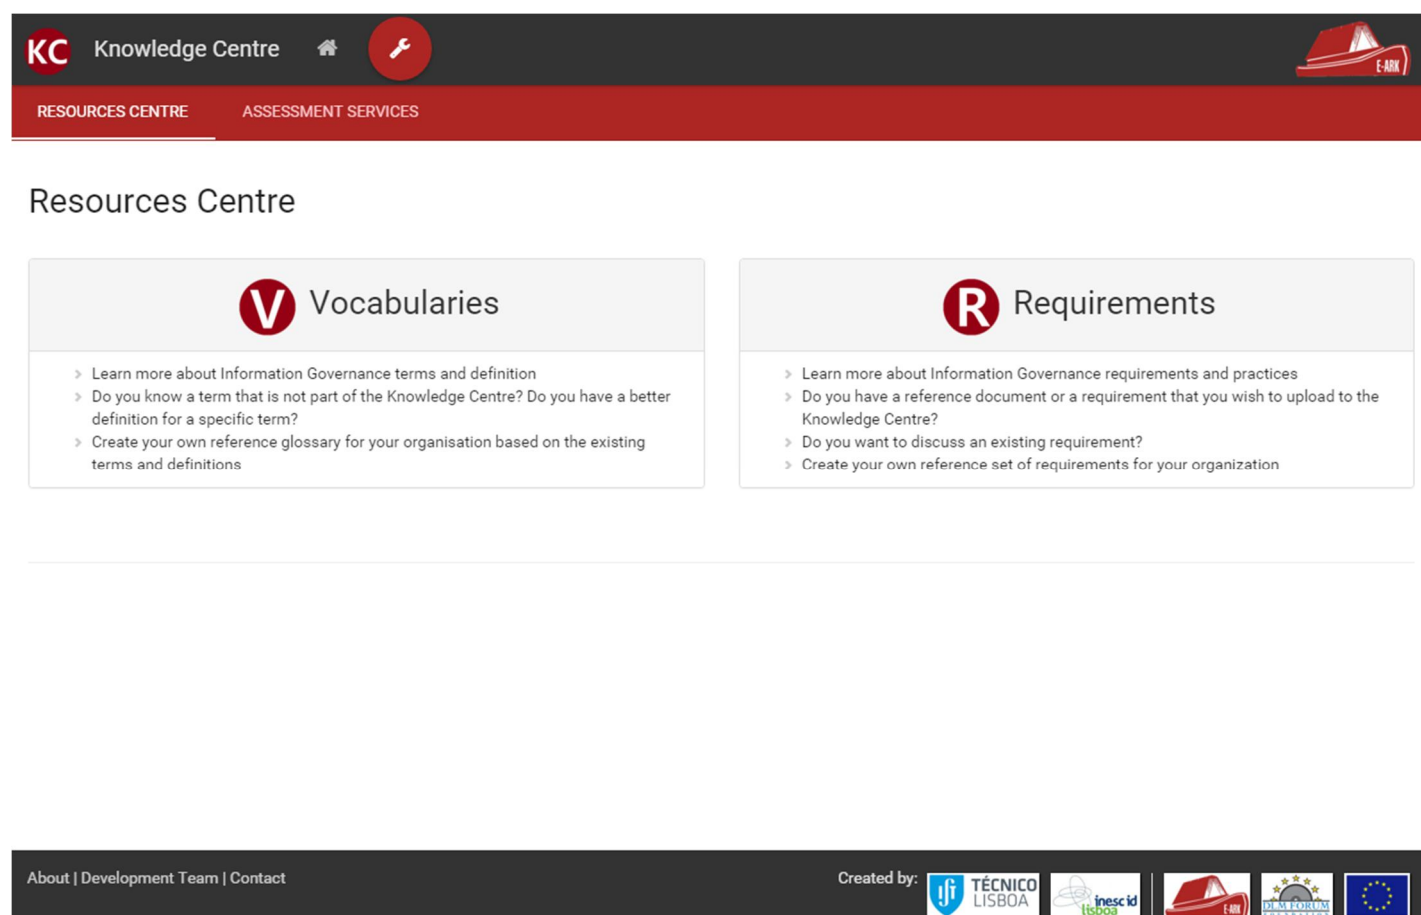 KC Knowledge Centre
E-ARK
RESOURCES CENTRE ASSESSMENT SERVICES
Resources Centre
V Vocabularies
Learn more about Information Governance terms and definition
Do you know a term that is not part of the Knowledge Centre? Do you have a better
definition for a specific term?
Create your own reference glossary for your organisation based on the existing
terms and definitions
R Requirements
Learn more about Information Governance requirements and practices
Do you have a reference document or a requirement that you wish to upload to the
Knowledge Centre?
Do you want to discuss an existing requirement?
Create your own reference set of requirements for your organization
About | Development Team | Contact
Created by:
TÉCNICO
LISBOA
inesc id
lisboa
E-ARK
DLM FORUM